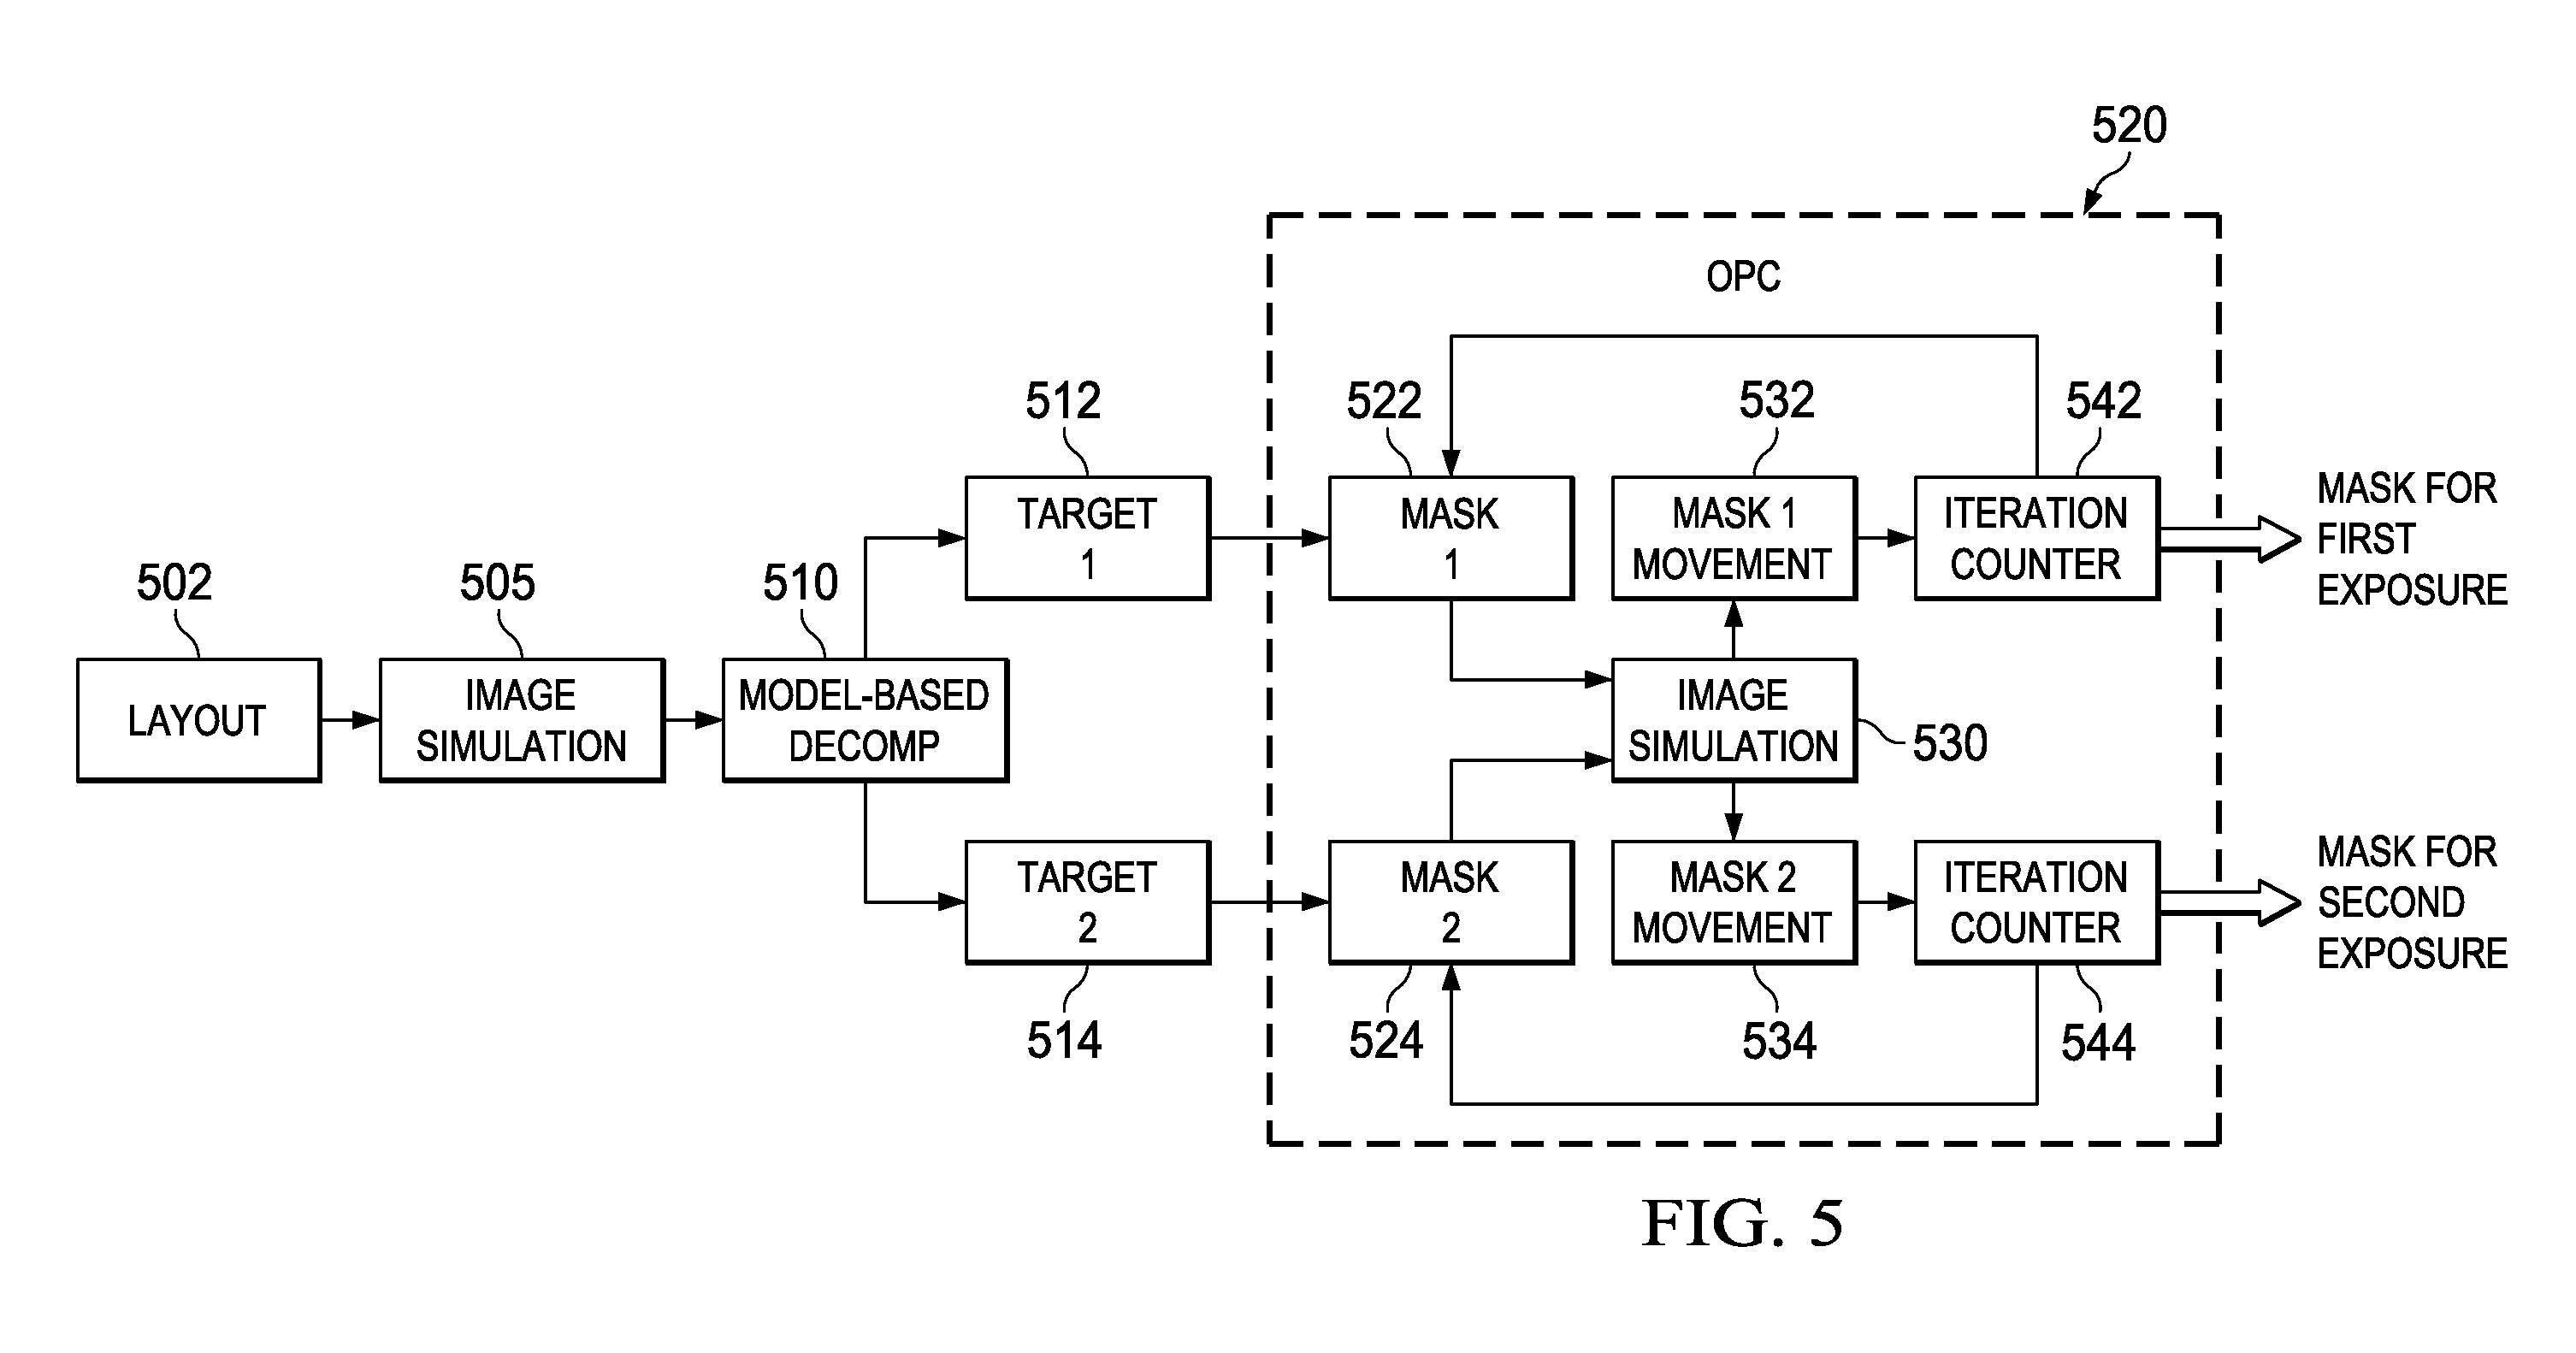 520
OPC
512
522
532
542
TARGET
1
MASK
1
MASK 1
MOVEMENT
ITERATION
COUNTER
MASK FOR
FIRST
EXPOSURE
502
505
510
LAYOUT
IMAGE
SIMULATION
MODEL-BASED
DECOMP
IMAGE
SIMULATION
530
TARGET
2
MASK
2
MASK 2
MOVEMENT
ITERATION
COUNTER
MASK FOR
SECOND
EXPOSURE
514
524
534
544
FIG. 5